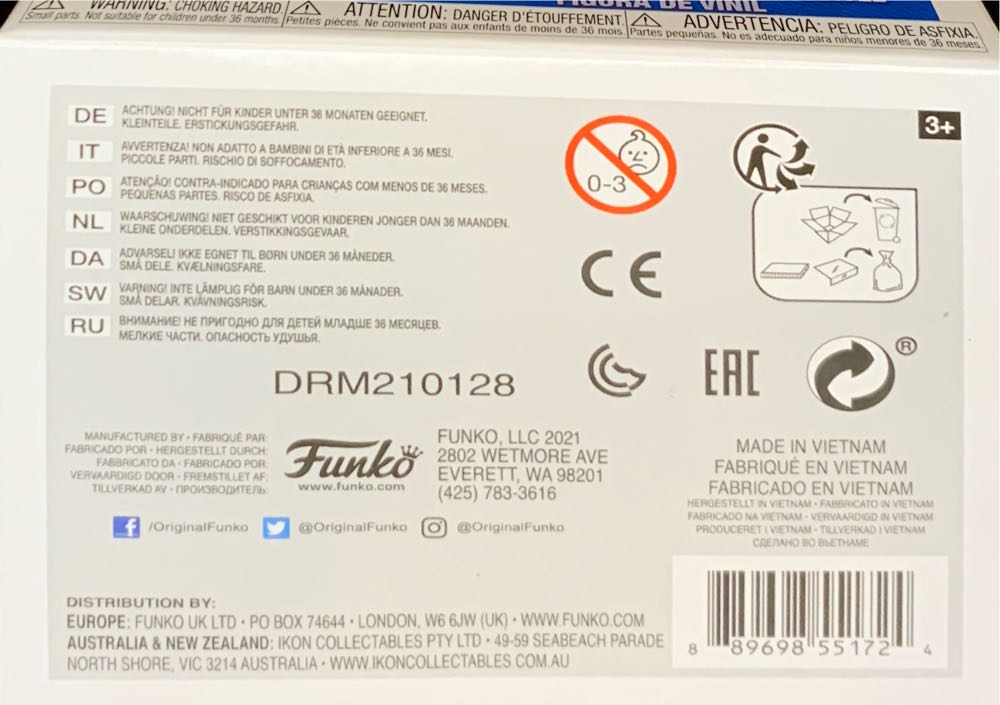 WARNING: CHOKING HAZARD.
Small parts. Not suitable for children under 36 months.
ATTENTION: DANGER D'ÉTOUFFEMENT.
Petites pièces. Ne convient pas aux enfants de moins de 36 mois.
FIGURA DE VINIL
ADVERTENCIA: PELIGRO DE ASFIXIA.
Partes pequeñas. No es adecuado para niños menores de 36 meses.
DE ACHTUNG! NICHT FÜR KINDER UNTER 36 MONATEN GEEIGNET.
KLEINTEILE. ERSTICKUNGSGEFAHR.
IT AVVERTENZA! NON ADATTO A BAMBINI DI ETÀ INFERIORE A 36 MESI.
PICCOLE PARTI. RISCHIO DI SOFFOCAMENTO.
PO ATENÇÃO! CONTRA-INDICADO PARA CRIANÇAS COM MENOS DE 36 MESES.
PEQUENAS PARTES. RISCO DE ASFIXIA.
NL WAARSCHUWING! NIET GESCHIKT VOOR KINDEREN JONGER DAN 36 MAANDEN.
KLEINE ONDERDELEN. VERSTIKKINGSGEVAAR.
DA ADVARSEL! IKKE EGNET TIL BØRN UNDER 36 MÅNEDER.
SMÅ DELE. KVÆLNINGSFARE.
SW VARNING! INTE LÄMPLIG FÖR BARN UNDER 36 MÅNADER.
SMÅ DELAR. KVÄVNINGSRISK.
RU ВНИМАНИЕ! НЕ ПРИГОДНО ДЛЯ ДЕТЕЙ МЛАДШЕ 36 МЕСЯЦЕВ.
МЕЛКИЕ ЧАСТИ. ОПАСНОСТЬ УДУШЬЯ.
0-3
3+
CE
DRM210128
EAC
®
MANUFACTURED BY • FABRIQUÉ PAR:
FABRICADO POR • HERGESTELLT DURCH:
FABBRICATO DA • FABRICADO POR:
VERVAARDIGD DOOR • FREMSTILLET AF:
TILLVERKAD AV • ПРОИЗВОДИТЕЛЬ:
Funko
www.funko.com
FUNKO, LLC 2021
2802 WETMORE AVE
EVERETT, WA 98201
(425) 783-3616
/OriginalFunko @OriginalFunko @OriginalFunko
MADE IN VIETNAM
FABRIQUÉ EN VIETNAM
FABRICADO EN VIETNAM
HERGESTELLT IN VIETNAM • FABBRICATO IN VIETNAM
FABRICADO NA VIETNAM • VERVAARDIGD IN VIETNAM
PRODUCERET I VIETNAM • TILLVERKAD I VIETNAM
СДЕЛАНО ВО ВЬЕТНАМЕ
DISTRIBUTION BY:
EUROPE: FUNKO UK LTD • PO BOX 74644 • LONDON, W6 6JW (UK) • WWW.FUNKO.COM
AUSTRALIA & NEW ZEALAND: IKON COLLECTABLES PTY LTD • 49-59 SEABEACH PARADE
NORTH SHORE, VIC 3214 AUSTRALIA • WWW.IKONCOLLECTABLES.COM.AU
8 89698 55172 4